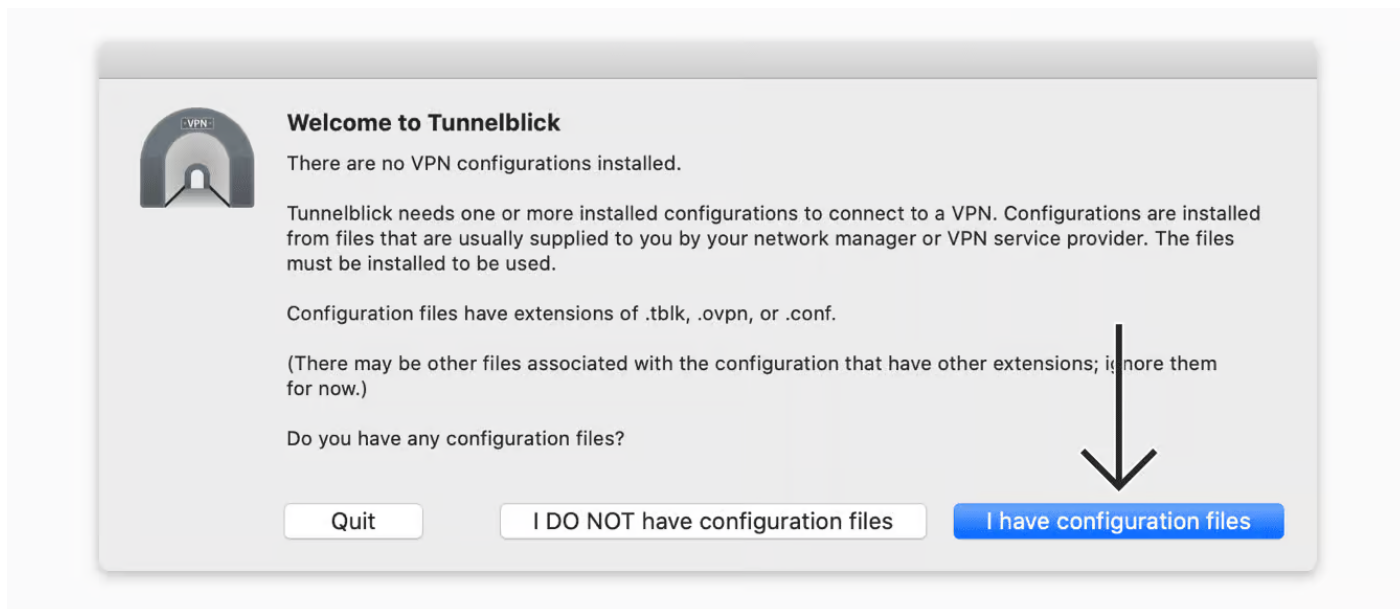 VPN
Welcome to Tunnelblick
There are no VPN configurations installed.
Tunnelblick needs one or more installed configurations to connect to a VPN. Configurations are installed
from files that are usually supplied to you by your network manager or VPN service provider. The files
must be installed to be used.
Configuration files have extensions of .tblk, .ovpn, or .conf.
(There may be other files associated with the configuration that have other extensions; ignore them
for now.)
Do you have any configuration files?
Quit
I DO NOT have configuration files
I have configuration files